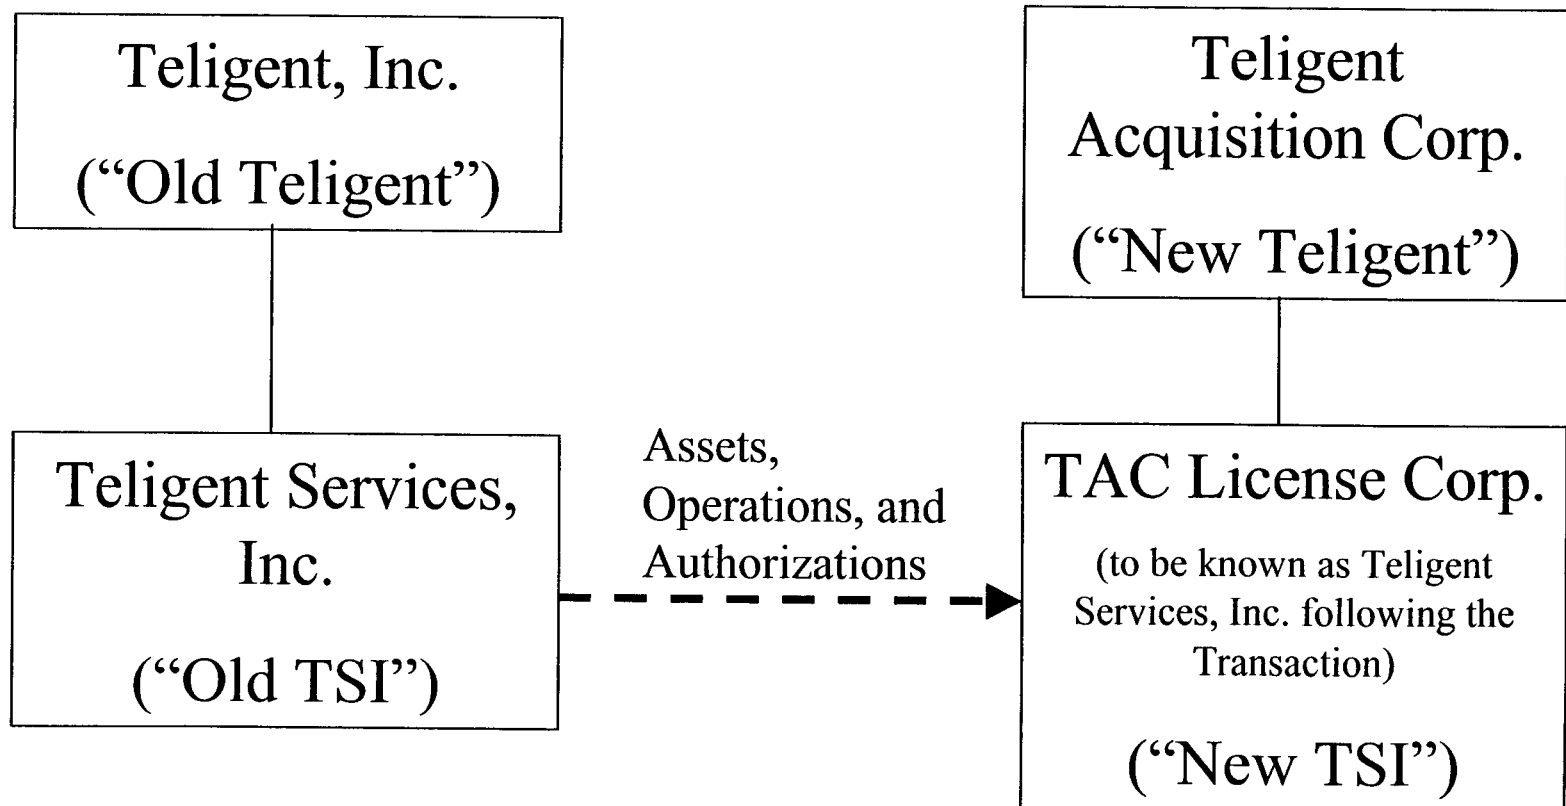 Teligent, Inc.
(“Old Teligent”)
Teligent
Acquisition Corp.
(“New Teligent”)
Teligent Services,
Inc.
(“Old TSI”)
Assets,
Operations, and
Authorizations
TAC License Corp.
(to be known as Teligent
Services, Inc. following the
Transaction)
(“New TSI”)